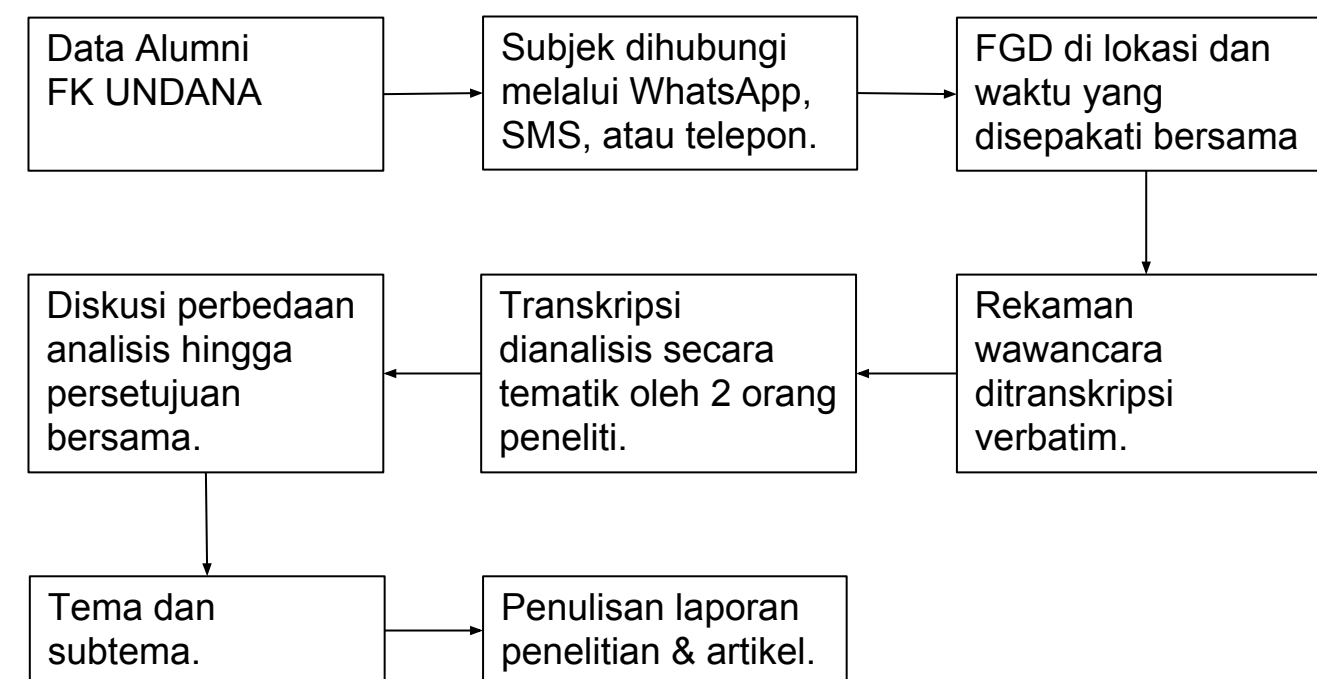 Data Alumni
FK UNDANA
Subjek dihubungi
melalui WhatsApp,
SMS, atau telepon.
FGD di lokasi dan
waktu yang
disepakati bersama
Rekaman
wawancara
ditranskripsi
verbatim.
Transkripsi
dianalisis secara
tematik oleh 2 orang
peneliti.
Diskusi perbedaan
analisis hingga
persetujuan
bersama.
Tema dan
subtema.
Penulisan laporan
penelitian & artikel.